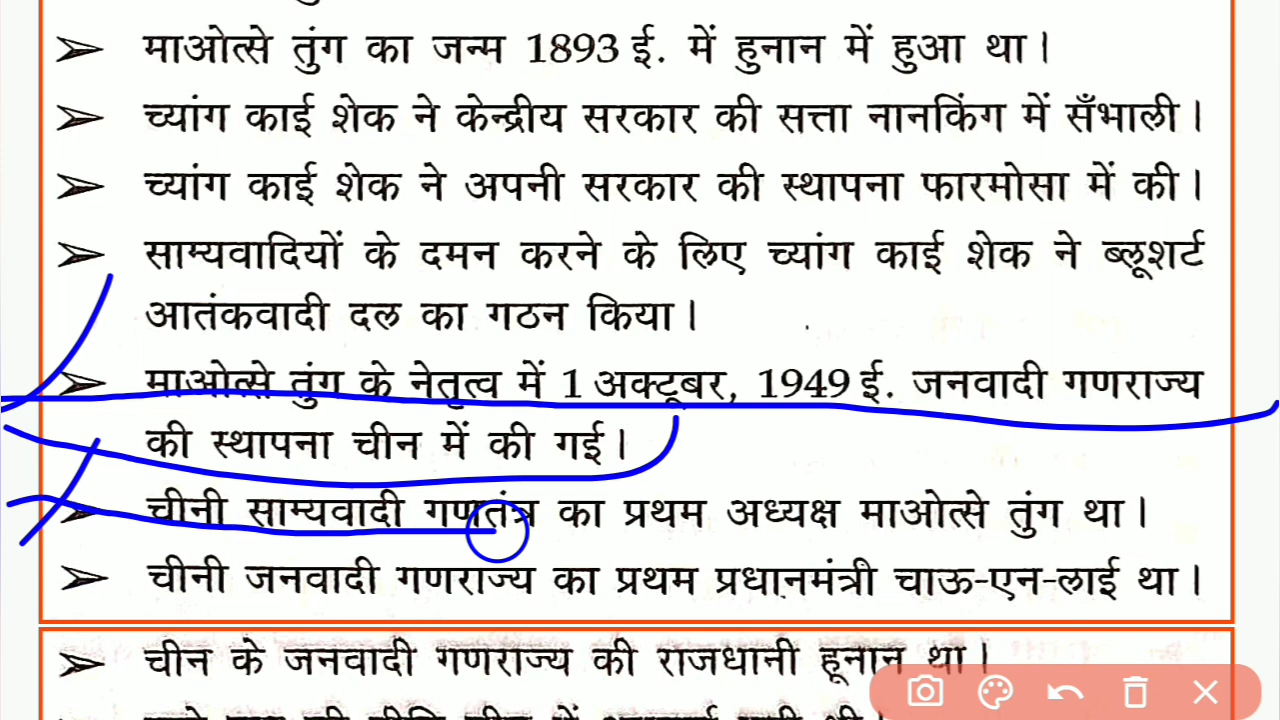 ➢ माओत्से तुंग का जन्म 1893 ई. में हुनान में हुआ था।
➢ च्यांग काई शेक ने केन्द्रीय सरकार की सत्ता नानकिंग में सँभाली।
➢ च्यांग काई शेक ने अपनी सरकार की स्थापना फारमोसा में की।
➢ साम्यवादियों के दमन करने के लिए च्यांग काई शेक ने ब्लूशर्ट
आतंकवादी दल का गठन किया।
➢ माओत्से तुंग के नेतृत्व में 1 अक्टूबर, 1949 ई. जनवादी गणराज्य
की स्थापना चीन में की गई।
➢ चीनी साम्यवादी गणतंत्र का प्रथम अध्यक्ष माओत्से तुंग था।
➢ चीनी जनवादी गणराज्य का प्रथम प्रधानमंत्री चाऊ-एन-लाई था।
➢ चीन के जनवादी गणराज्य की राजधानी हूनान था।